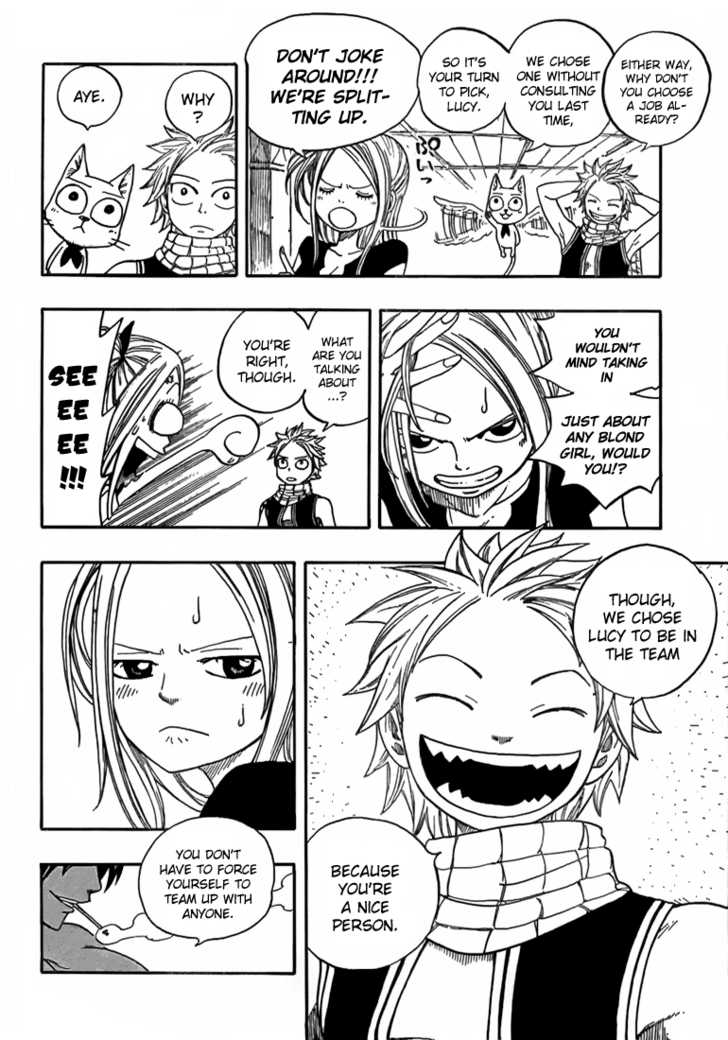 EITHER WAY,
WHY DON'T
YOU CHOOSE
A JOB AL-
READY?
WE CHOSE
ONE WITHOUT
CONSULTING
YOU LAST
TIME,
SO IT'S
YOUR TURN
TO PICK,
LUCY.
DON'T JOKE
AROUND!!!
WE'RE SPLIT-
TING UP.
ぷいっ
WHY
?
AYE.
YOU
WOULDN'T
MIND TAKING
IN
JUST ABOUT
ANY BLOND
GIRL, WOULD
YOU!?
WHAT
ARE YOU
TALKING
ABOUT
...?
YOU'RE
RIGHT,
THOUGH.
SEE
EE
EE
!!!
THOUGH,
WE CHOSE
LUCY TO BE IN
THE TEAM
BECAUSE
YOU'RE
A NICE
PERSON.
YOU DON'T
HAVE TO FORCE
YOURSELF TO
TEAM UP WITH
ANYONE.